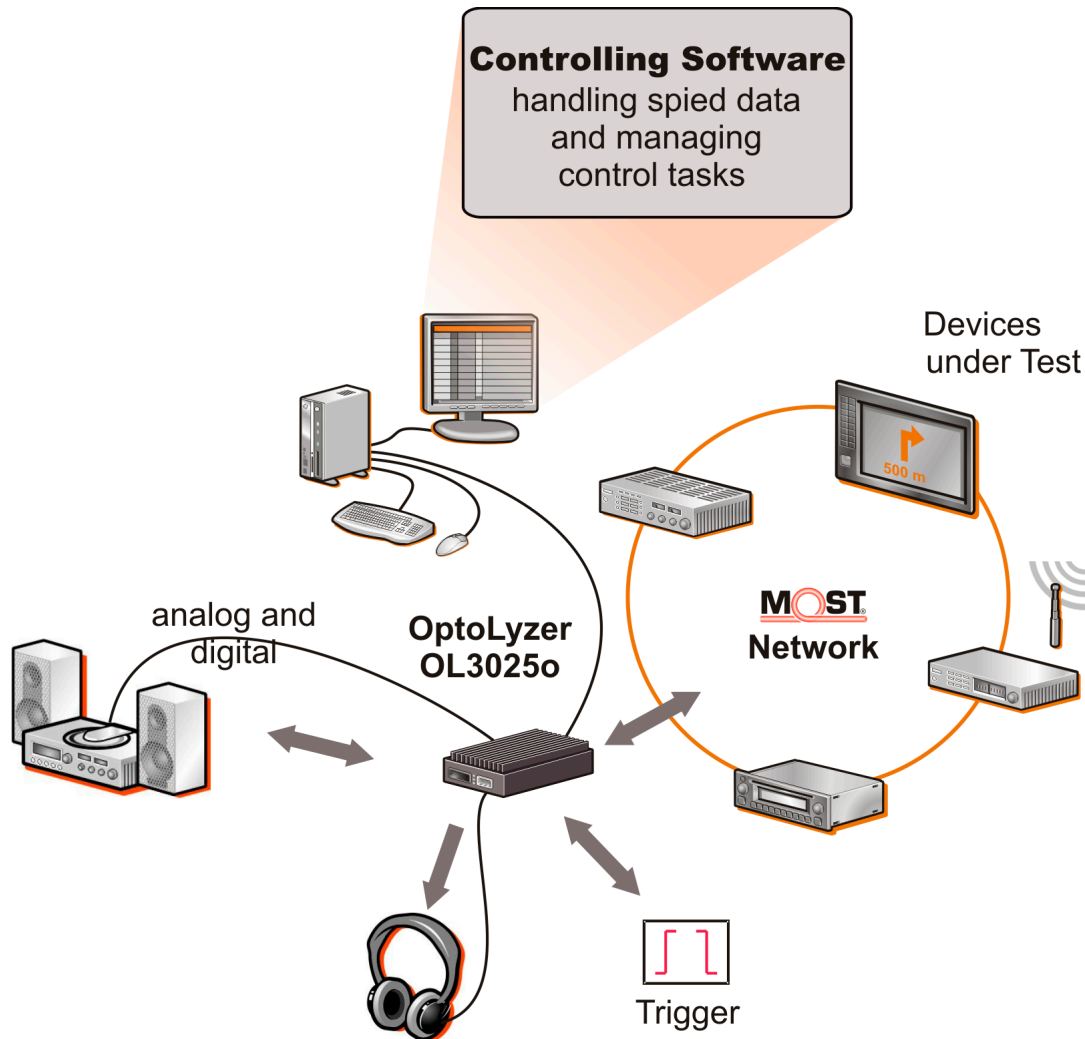 Controlling Software
handling spied data
and managing
control tasks
Devices
under Test
500 m
MOST®
Network
analog and
digital
OptoLyzer
OL3025o
Trigger